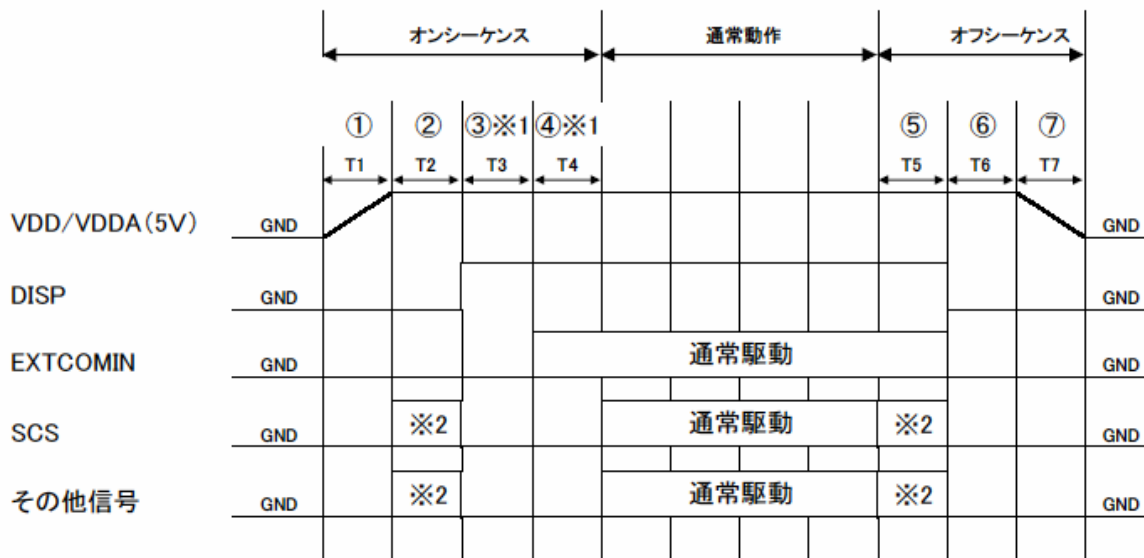 オンシーケンス 通常動作 オフシーケンス
① ② ③※1 ④※1 ⑤ ⑥ ⑦
T1 T2 T3 T4 T5 T6 T7
VDD/VDDA(5V) GND GND
DISP GND GND
EXTCOMIN GND 通常駆動 GND
SCS GND ※2 通常駆動 ※2 GND
その他信号 GND ※2 通常駆動 ※2 GND